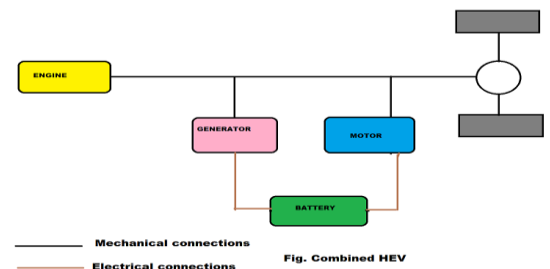 ENGINE
GENERATOR
MOTOR
BATTERY
Mechanical connections
Fig. Combined HEV
Electrical connections